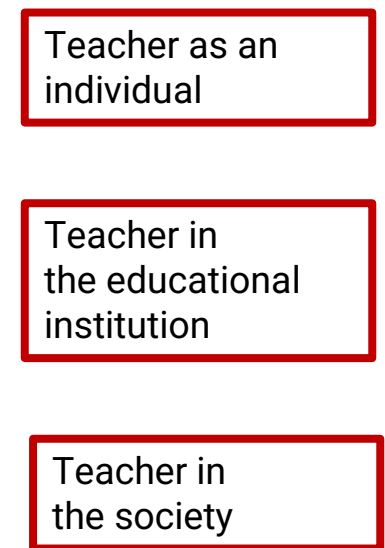 Teacher as an
individual
Teacher in
the educational
institution
Teacher in
the society